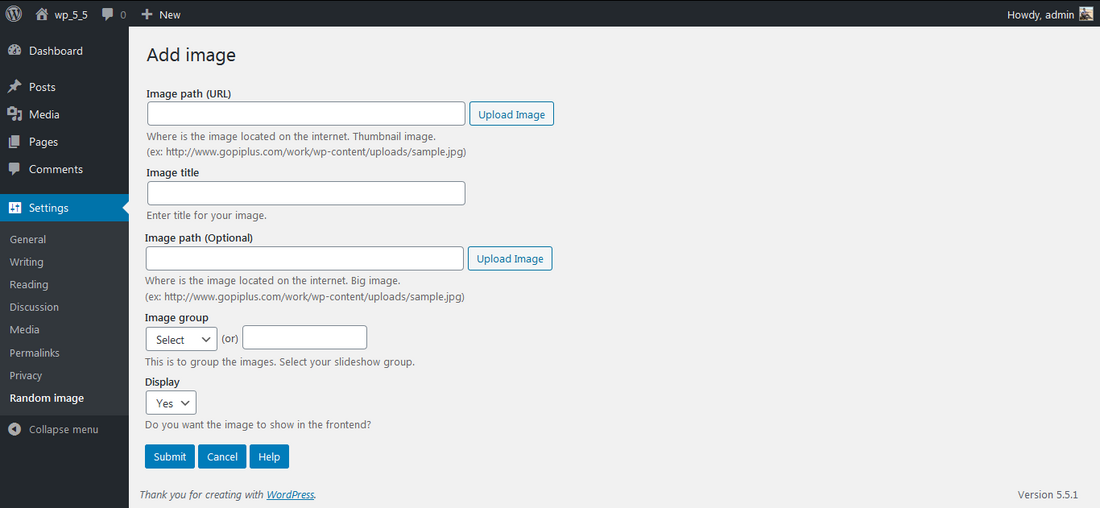 wp_5_5 0 New Howdy, admin
Dashboard
Posts
Media
Pages
Comments
Settings
General
Writing
Reading
Discussion
Media
Permalinks
Privacy
Random image
Collapse menu
Add image
Image path (URL)
Upload Image
Where is the image located on the internet. Thumbnail image.
(ex: http://www.gopiplus.com/work/wp-content/uploads/sample.jpg)
Image title
Enter title for your image.
Image path (Optional)
Upload Image
Where is the image located on the internet. Big image.
(ex: http://www.gopiplus.com/work/wp-content/uploads/sample.jpg)
Image group
Select (or)
This is to group the images. Select your slideshow group.
Display
Yes
Do you want the image to show in the frontend?
Submit Cancel Help
Thank you for creating with WordPress. Version 5.5.1